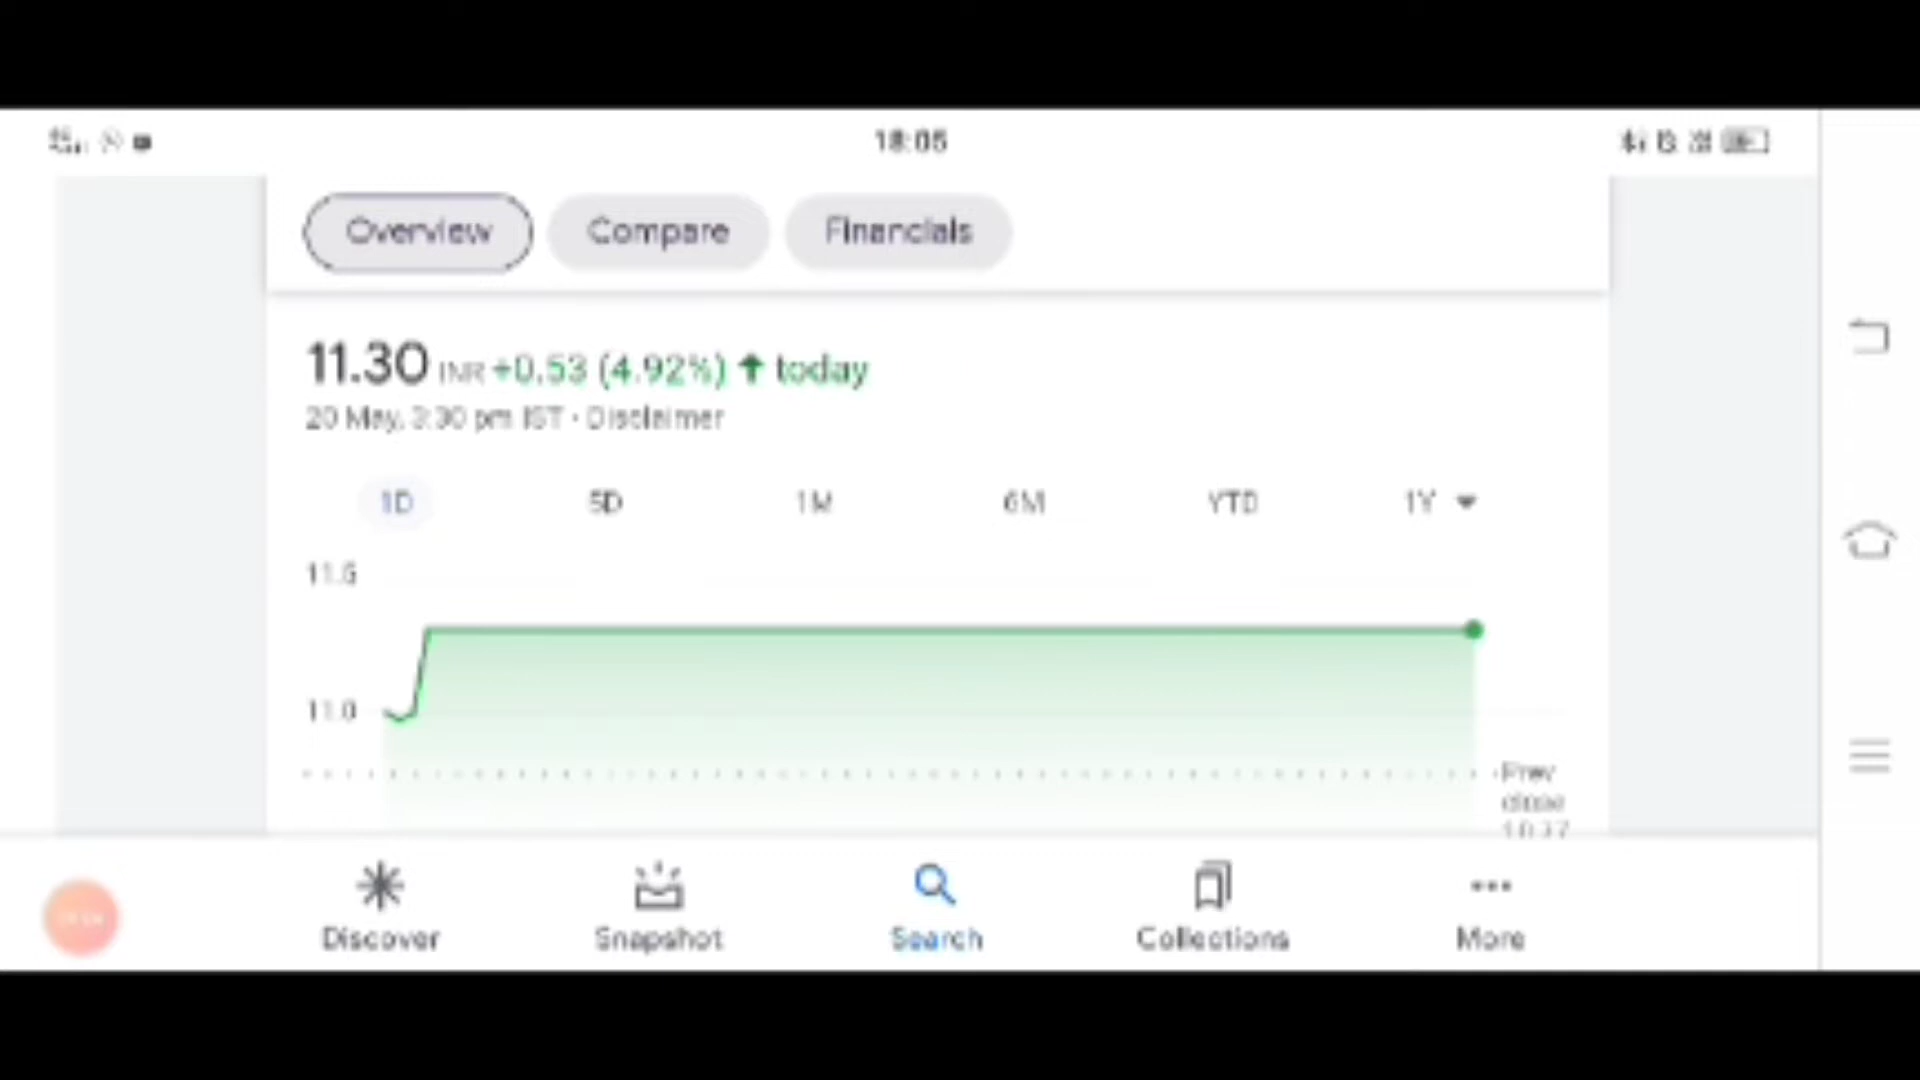 18:05
Overview Compare Financials
11.30 INR +0.53 (4.92%) ↑ today
20 May, 3:30 pm IST • Disclaimer
1D 5D 1M 6M YTD 1Y
11.5
11.0
Prev
close
Discover Snapshot Search Collections More